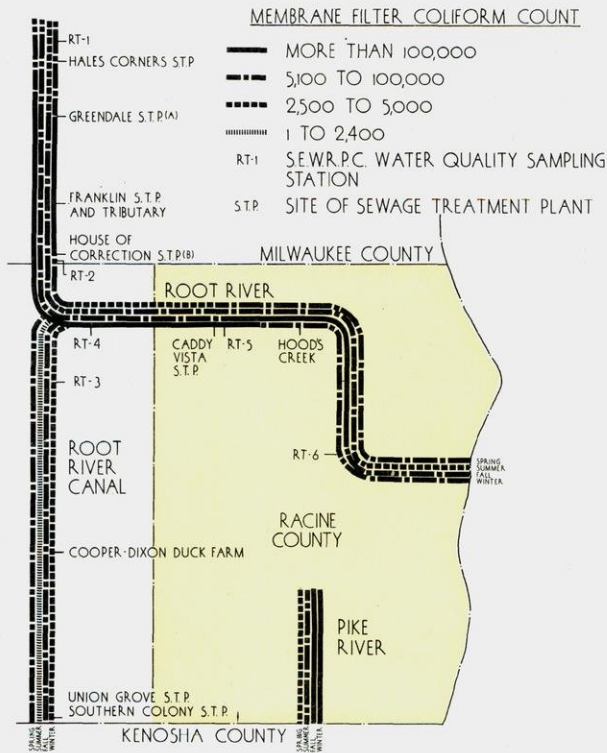 MEMBRANE FILTER COLIFORM COUNT
MORE THAN 100,000
5,100 TO 100,000
2,500 TO 5,000
1 TO 2,400
RT-1 S.E.W.R.P.C. WATER QUALITY SAMPLING
STATION
S.T.P. SITE OF SEWAGE TREATMENT PLANT
RT-1
HALES CORNERS S.T.P.
GREENDALE S.T.P.(A)
FRANKLIN S.T.P.
AND TRIBUTARY
HOUSE OF
CORRECTION S.T.P.(B)
RT-2
MILWAUKEE COUNTY
ROOT RIVER
RT-4
CADDY
VISTA
S.T.P.
RT-5
HOOD'S
CREEK
RT-3
ROOT
RIVER
CANAL
RT-6
SPRING
SUMMER
FALL
WINTER
RACINE
COUNTY
COOPER-DIXON DUCK FARM
PIKE
RIVER
UNION GROVE S.T.P.
SOUTHERN COLONY S.T.P.
SPRING
SUMMER
FALL
WINTER
KENOSHA COUNTY
SPRING
SUMMER
FALL
WINTER